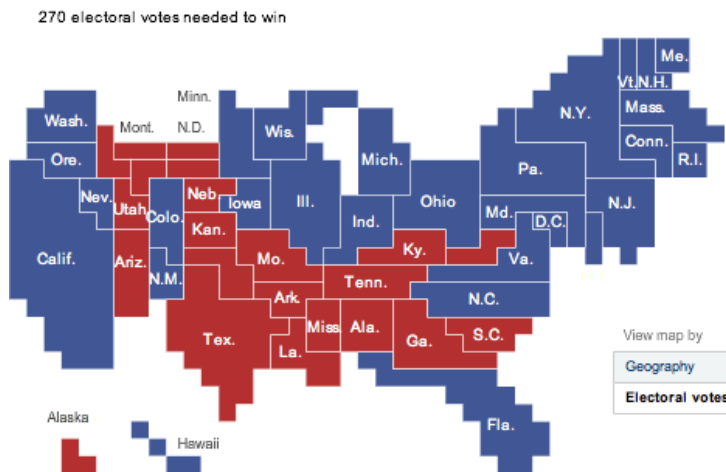 270 electoral votes needed to win
Me.
Vt. N.H.
Minn.
Wash.
Mont.
N.D.
Wis.
N.Y.
Mass.
Ore.
Mich.
Pa.
Conn.
R.I.
Nev.
Utah
Colo.
Neb.
Iowa
Ill.
Ind.
Ohio
Md.
D.C.
N.J.
Kan.
Calif.
Ariz.
N.M.
Mo.
Ky.
Va.
Tenn.
N.C.
Ark.
Tex.
La.
Miss.
Ala.
Ga.
S.C.
View map by
Geography
Electoral votes
Alaska
Hawaii
Fla.